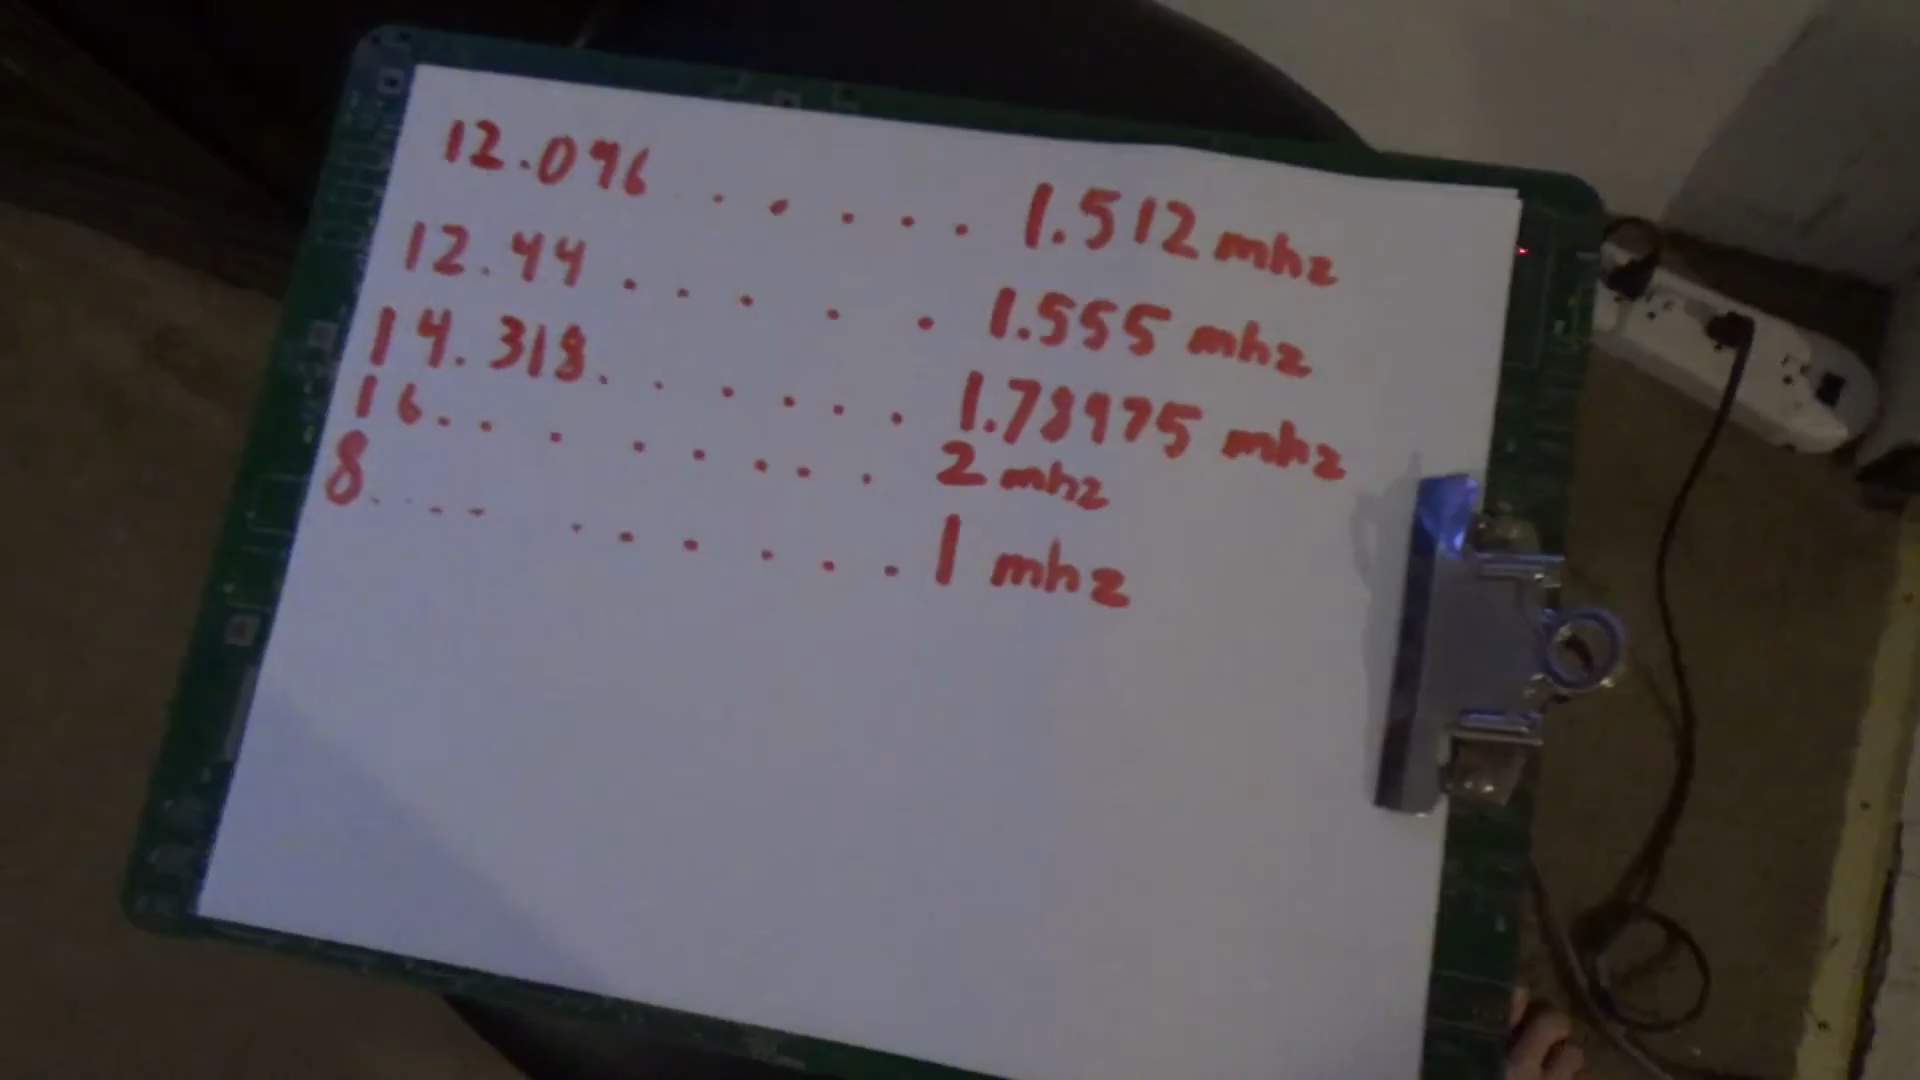 12.096 . . . . . 1.512 mhz
12.44 . . . . . 1.555 mhz
14.318 . . . . . . 1.78975 mhz
16 . . . . . . . . 2 mhz
8 . . . . . . . . . 1 mhz